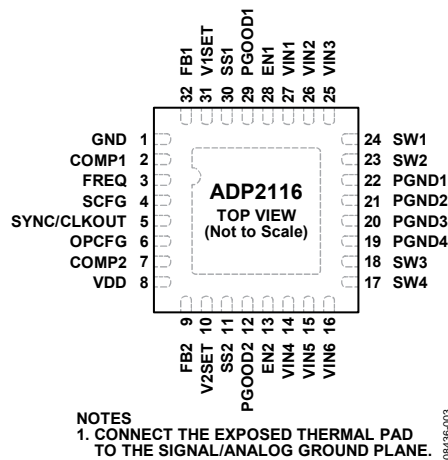 32 FB1
31 V1SET
30 SS1
29 PGOOD1
28 EN1
27 VIN1
26 VIN2
25 VIN3
GND 1
COMP1 2
FREQ 3
SCFG 4
SYNC/CLKOUT 5
OPCFG 6
COMP2 7
VDD 8
ADP2116
TOP VIEW
(Not to Scale)
24 SW1
23 SW2
22 PGND1
21 PGND2
20 PGND3
19 PGND4
18 SW3
17 SW4
FB2 9
V2SET 10
SS2 11
PGOOD2 12
EN2 13
VIN4 14
VIN5 15
VIN6 16
NOTES
1. CONNECT THE EXPOSED THERMAL PAD
TO THE SIGNAL/ANALOG GROUND PLANE.
08436-003